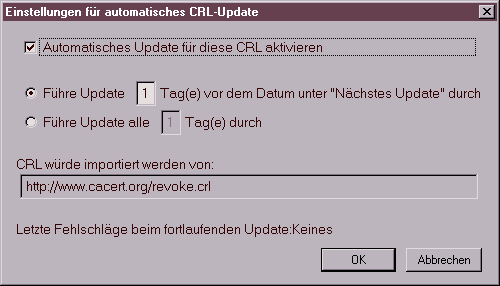 Einstellungen für automatisches CRL-Update
Automatisches Update für diese CRL aktivieren
Führe Update 1 Tag(e) vor dem Datum unter "Nächstes Update" durch
Führe Update alle 1 Tag(e) durch
CRL würde importiert werden von:
http://www.cacert.org/revoke.crl
Letzte Fehlschläge beim fortlaufenden Update:Keines
OK Abbrechen